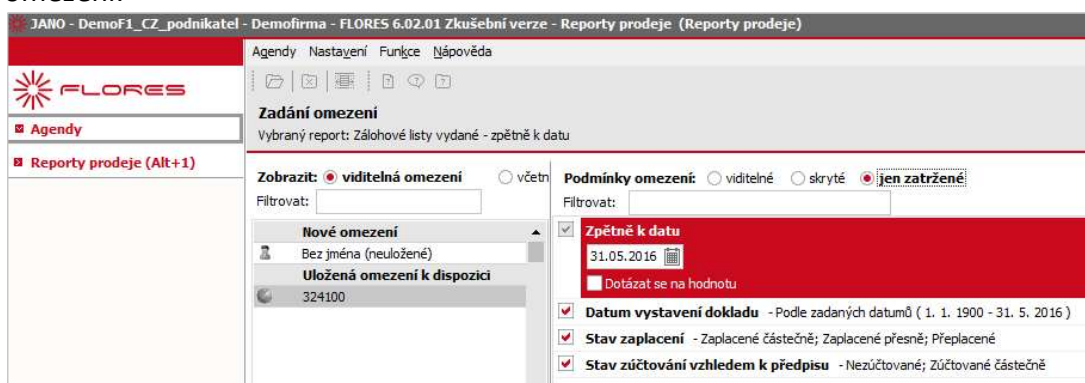 JANO - DemoF1_CZ_podnikatel - Demofirma - FLORES 6.02.01 Zkušební verze - Reporty prodeje (Reporty prodeje)
Agendy Nastavení Funkce Nápověda
FLORES
Zadání omezení
Vybraný report: Zálohové listy vydané - zpětně k datu
Agendy
Reporty prodeje (Alt+1)
Zobrazit: viditelná omezení včetn
Filtrovat:
Nové omezení
Bez jména (neuložené)
Uložená omezení k dispozici
324100
Podmínky omezení: viditelné skryté jen zatržené
Filtrovat:
Zpětně k datu
31.05.2016
Dotázat se na hodnotu
Datum vystavení dokladu - Podle zadaných datumů ( 1. 1. 1900 - 31. 5. 2016 )
Stav zaplacení - Zaplacené částečně; Zaplacené přesně; Přeplacené
Stav zúčtování vzhledem k předpisu - Nezúčtované; Zúčtované částečně